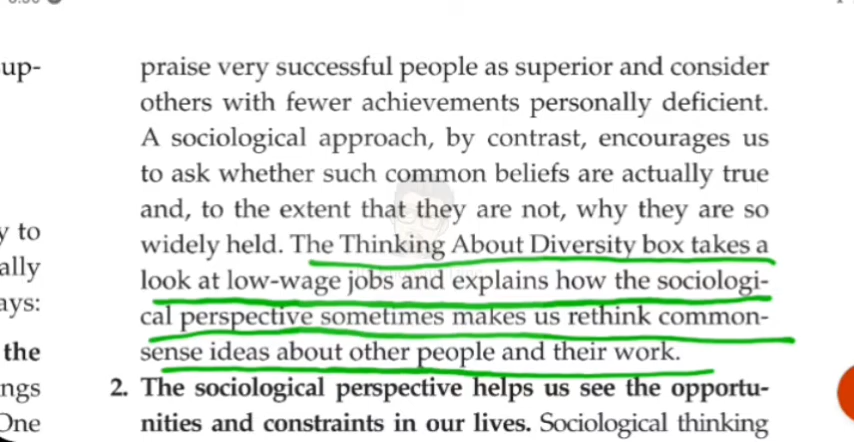 up-
y to
ally
ays:
the
ngs
One
praise very successful people as superior and consider
others with fewer achievements personally deficient.
A sociological approach, by contrast, encourages us
to ask whether such common beliefs are actually true
and, to the extent that they are not, why they are so
widely held. The Thinking About Diversity box takes a
look at low-wage jobs and explains how the sociologi-
cal perspective sometimes makes us rethink common-
sense ideas about other people and their work.
2. The sociological perspective helps us see the opportu-
nities and constraints in our lives. Sociological thinking